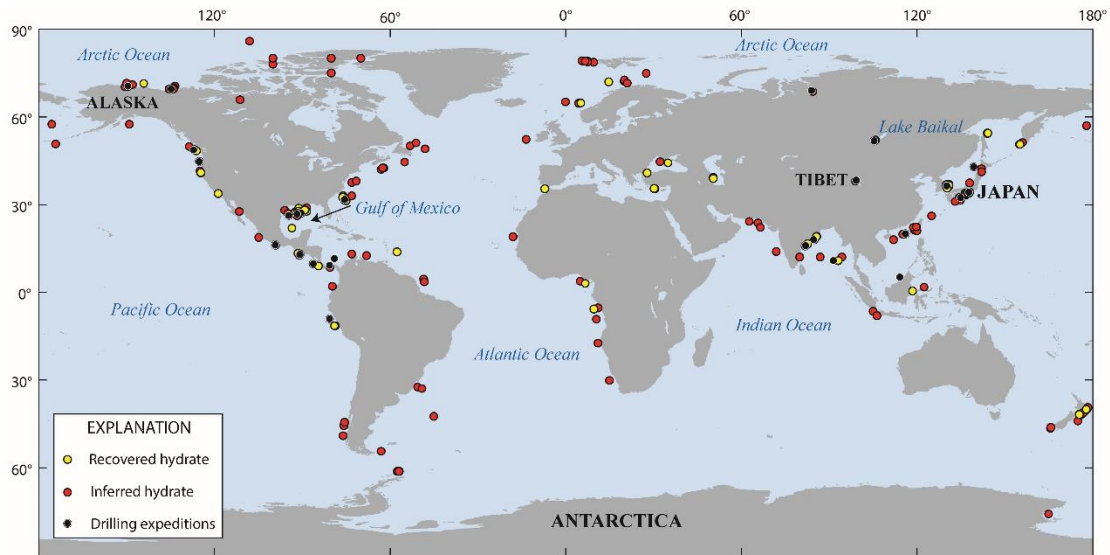 120° 60° 0° 60° 120° 180°
90°
Arctic Ocean Arctic Ocean
ALASKA
60°
Lake Baikal
TIBET JAPAN
30°
Gulf of Mexico
0°
Pacific Ocean Atlantic Ocean Indian Ocean
30°
60°
ANTARCTICA
EXPLANATION
Recovered hydrate
Inferred hydrate
Drilling expeditions